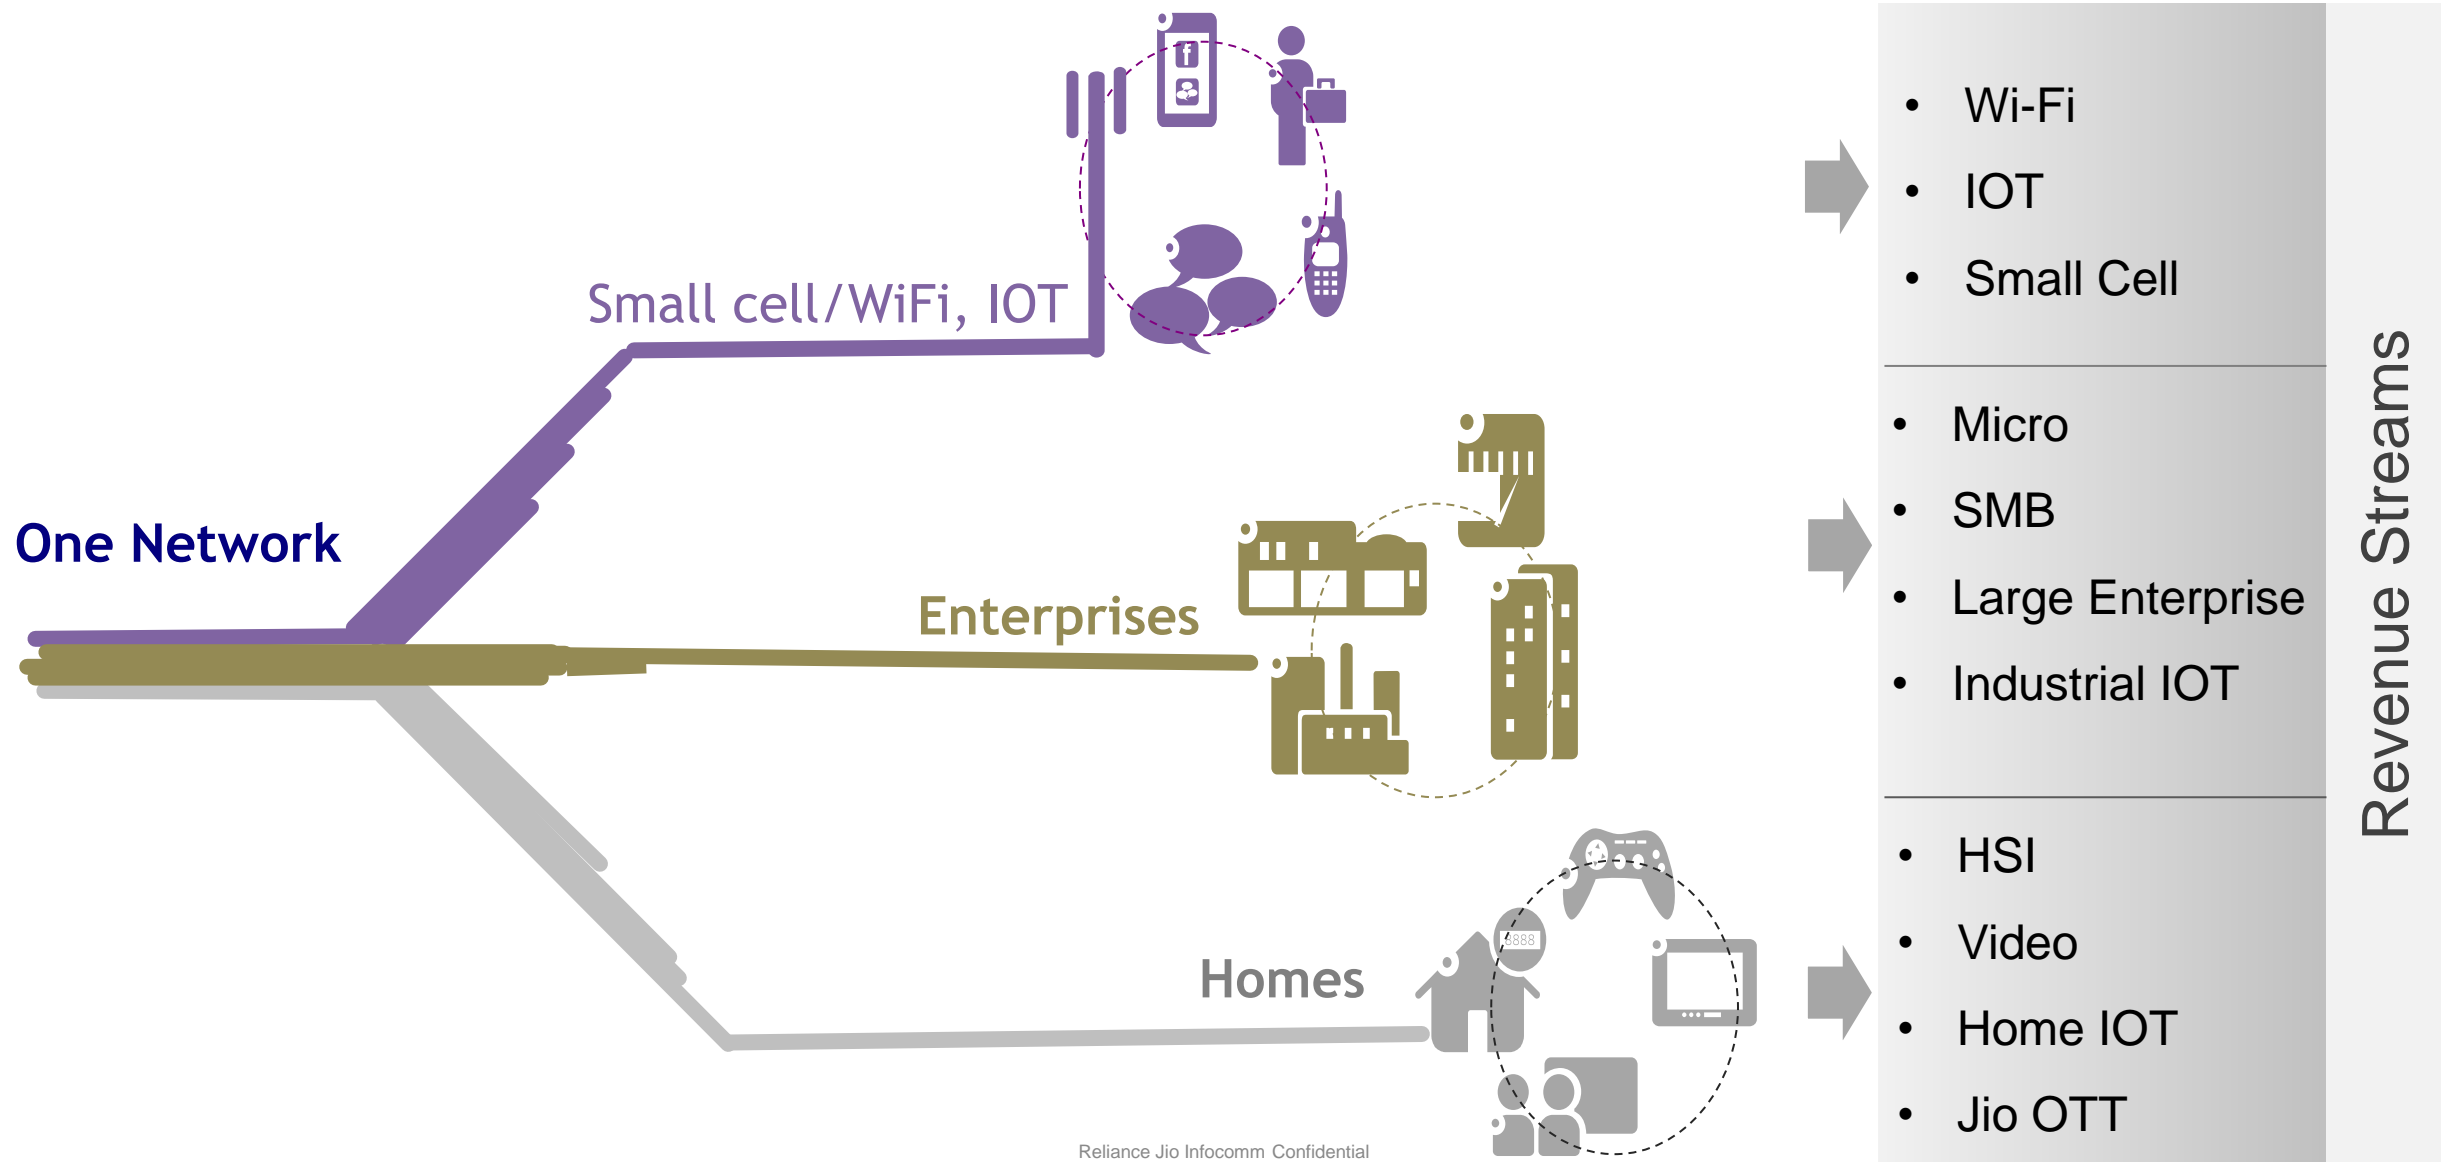 Small cell/WiFi, IOT
One Network
Enterprises
Homes
8888
f
• Wi-Fi
• IOT
• Small Cell
• Micro
• SMB
• Large Enterprise
• Industrial IOT
• HSI
• Video
• Home IOT
• Jio OTT
Revenue Streams
Reliance Jio Infocomm Confidential